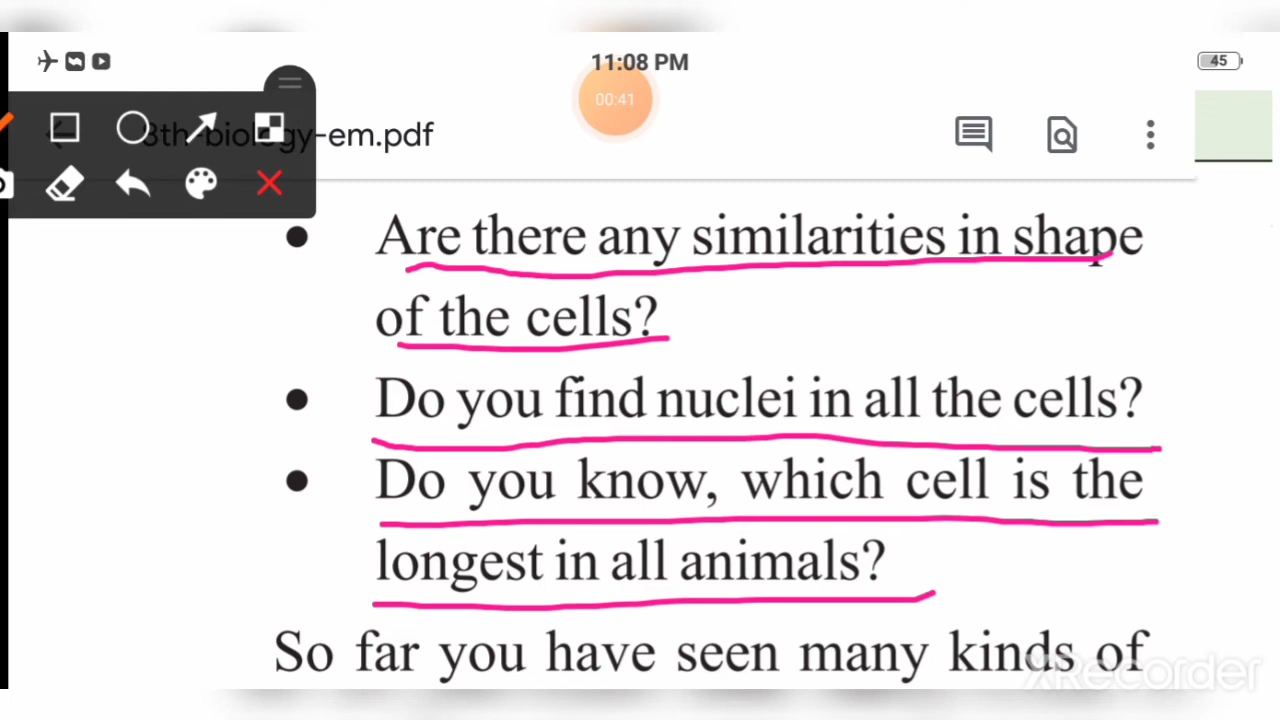 11:08 PM
45
00:41
3th-biology-em.pdf
• Are there any similarities in shape
of the cells?
• Do you find nuclei in all the cells?
• Do you know, which cell is the
longest in all animals?
So far you have seen many kinds of
XRecorder